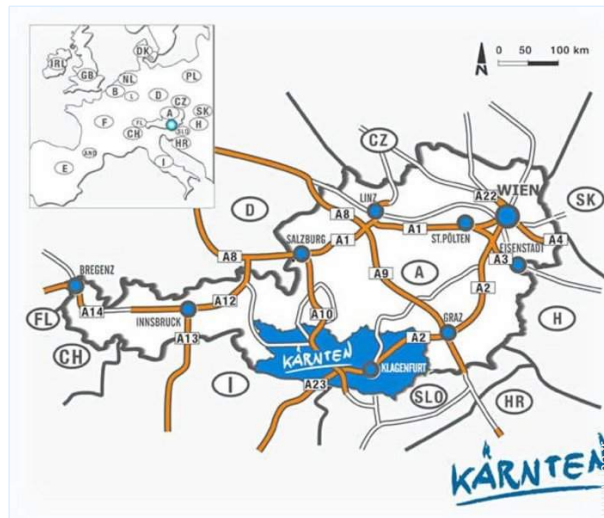 DK
IRL
GB
NL
PL
B
L
D
CZ
A
SK
F
FL
CH
H
SLO
HR
AND
E
I
N
0 50 100 km
CZ
WIEN
A22
SK
D
A8
LINZ
A1
ST.PÖLTEN
A4
A3
EISENSTADT
SALZBURG
A1
A8
BREGENZ
A9
A
A2
A12
A14
INNSBRUCK
A10
GRAZ
FL
A13
H
CH
KÄRNTEN
A2
KLAGENFURT
I
A23
SLO
HR
KÄRNTEN